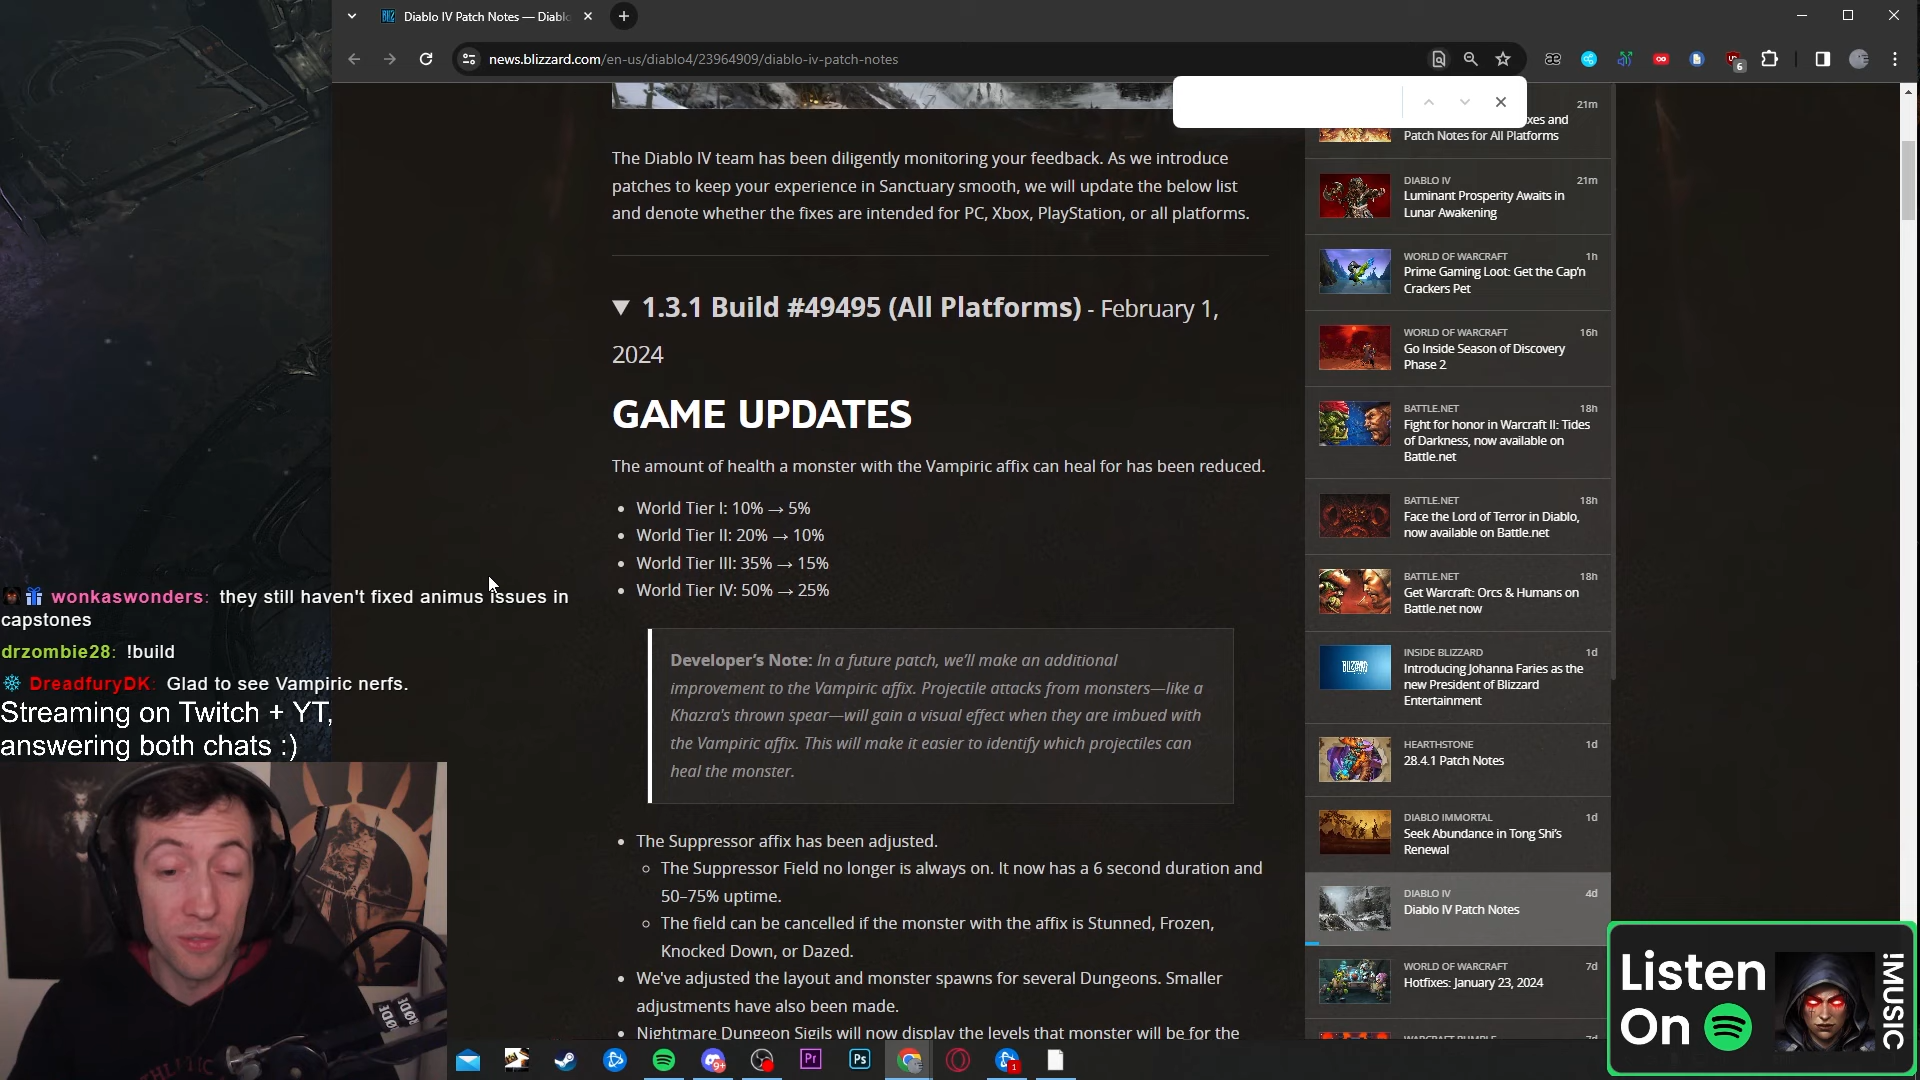 Diablo IV Patch Notes — Diablo
news.blizzard.com/en-us/diablo4/23964909/diablo-iv-patch-notes
6
The Diablo IV team has been diligently monitoring your feedback. As we introduce
patches to keep your experience in Sanctuary smooth, we will update the below list
and denote whether the fixes are intended for PC, Xbox, PlayStation, or all platforms.
▼ 1.3.1 Build #49495 (All Platforms) - February 1,
2024
GAME UPDATES
The amount of health a monster with the Vampiric affix can heal for has been reduced.
• World Tier I: 10% → 5%
• World Tier II: 20% → 10%
• World Tier III: 35% → 15%
• World Tier IV: 50% → 25%
Developer’s Note: In a future patch, we’ll make an additional
improvement to the Vampiric affix. Projectile attacks from monsters—like a
Khazra's thrown spear—will gain a visual effect when they are imbued with
the Vampiric affix. This will make it easier to identify which projectiles can
heal the monster.
• The Suppressor affix has been adjusted.
The Suppressor Field no longer is always on. It now has a 6 second duration and
50–75% uptime.
The field can be cancelled if the monster with the affix is Stunned, Frozen,
Knocked Down, or Dazed.
• We've adjusted the layout and monster spawns for several Dungeons. Smaller
adjustments have also been made.
• Nightmare Dungeon Sigils will now display the levels that monster will be for the
21m
xes and
Patch Notes for All Platforms
DIABLO IV 21m
Luminant Prosperity Awaits in
Lunar Awakening
WORLD OF WARCRAFT 1h
Prime Gaming Loot: Get the Cap’n
Crackers Pet
WORLD OF WARCRAFT 16h
Go Inside Season of Discovery
Phase 2
BATTLE.NET 18h
Fight for honor in Warcraft II: Tides
of Darkness, now available on
Battle.net
BATTLE.NET 18h
Face the Lord of Terror in Diablo,
now available on Battle.net
BATTLE.NET 18h
Get Warcraft: Orcs & Humans on
Battle.net now
INSIDE BLIZZARD 1d
Introducing Johanna Faries as the
new President of Blizzard
Entertainment
BLIZZARD
HEARTHSTONE 1d
28.4.1 Patch Notes
DIABLO IMMORTAL 1d
Seek Abundance in Tong Shi’s
Renewal
DIABLO IV 4d
Diablo IV Patch Notes
WORLD OF WARCRAFT 7d
Hotfixes: January 23, 2024
wonkaswonders: they still haven't fixed animus issues in
capstones
drzombie28: !build
DreadfuryDK: Glad to see Vampiric nerfs.
Streaming on Twitch + YT,
answering both chats :)
RØDE
RØDE
Listen
On
!MUSIC
Pr
Ps
9+
1